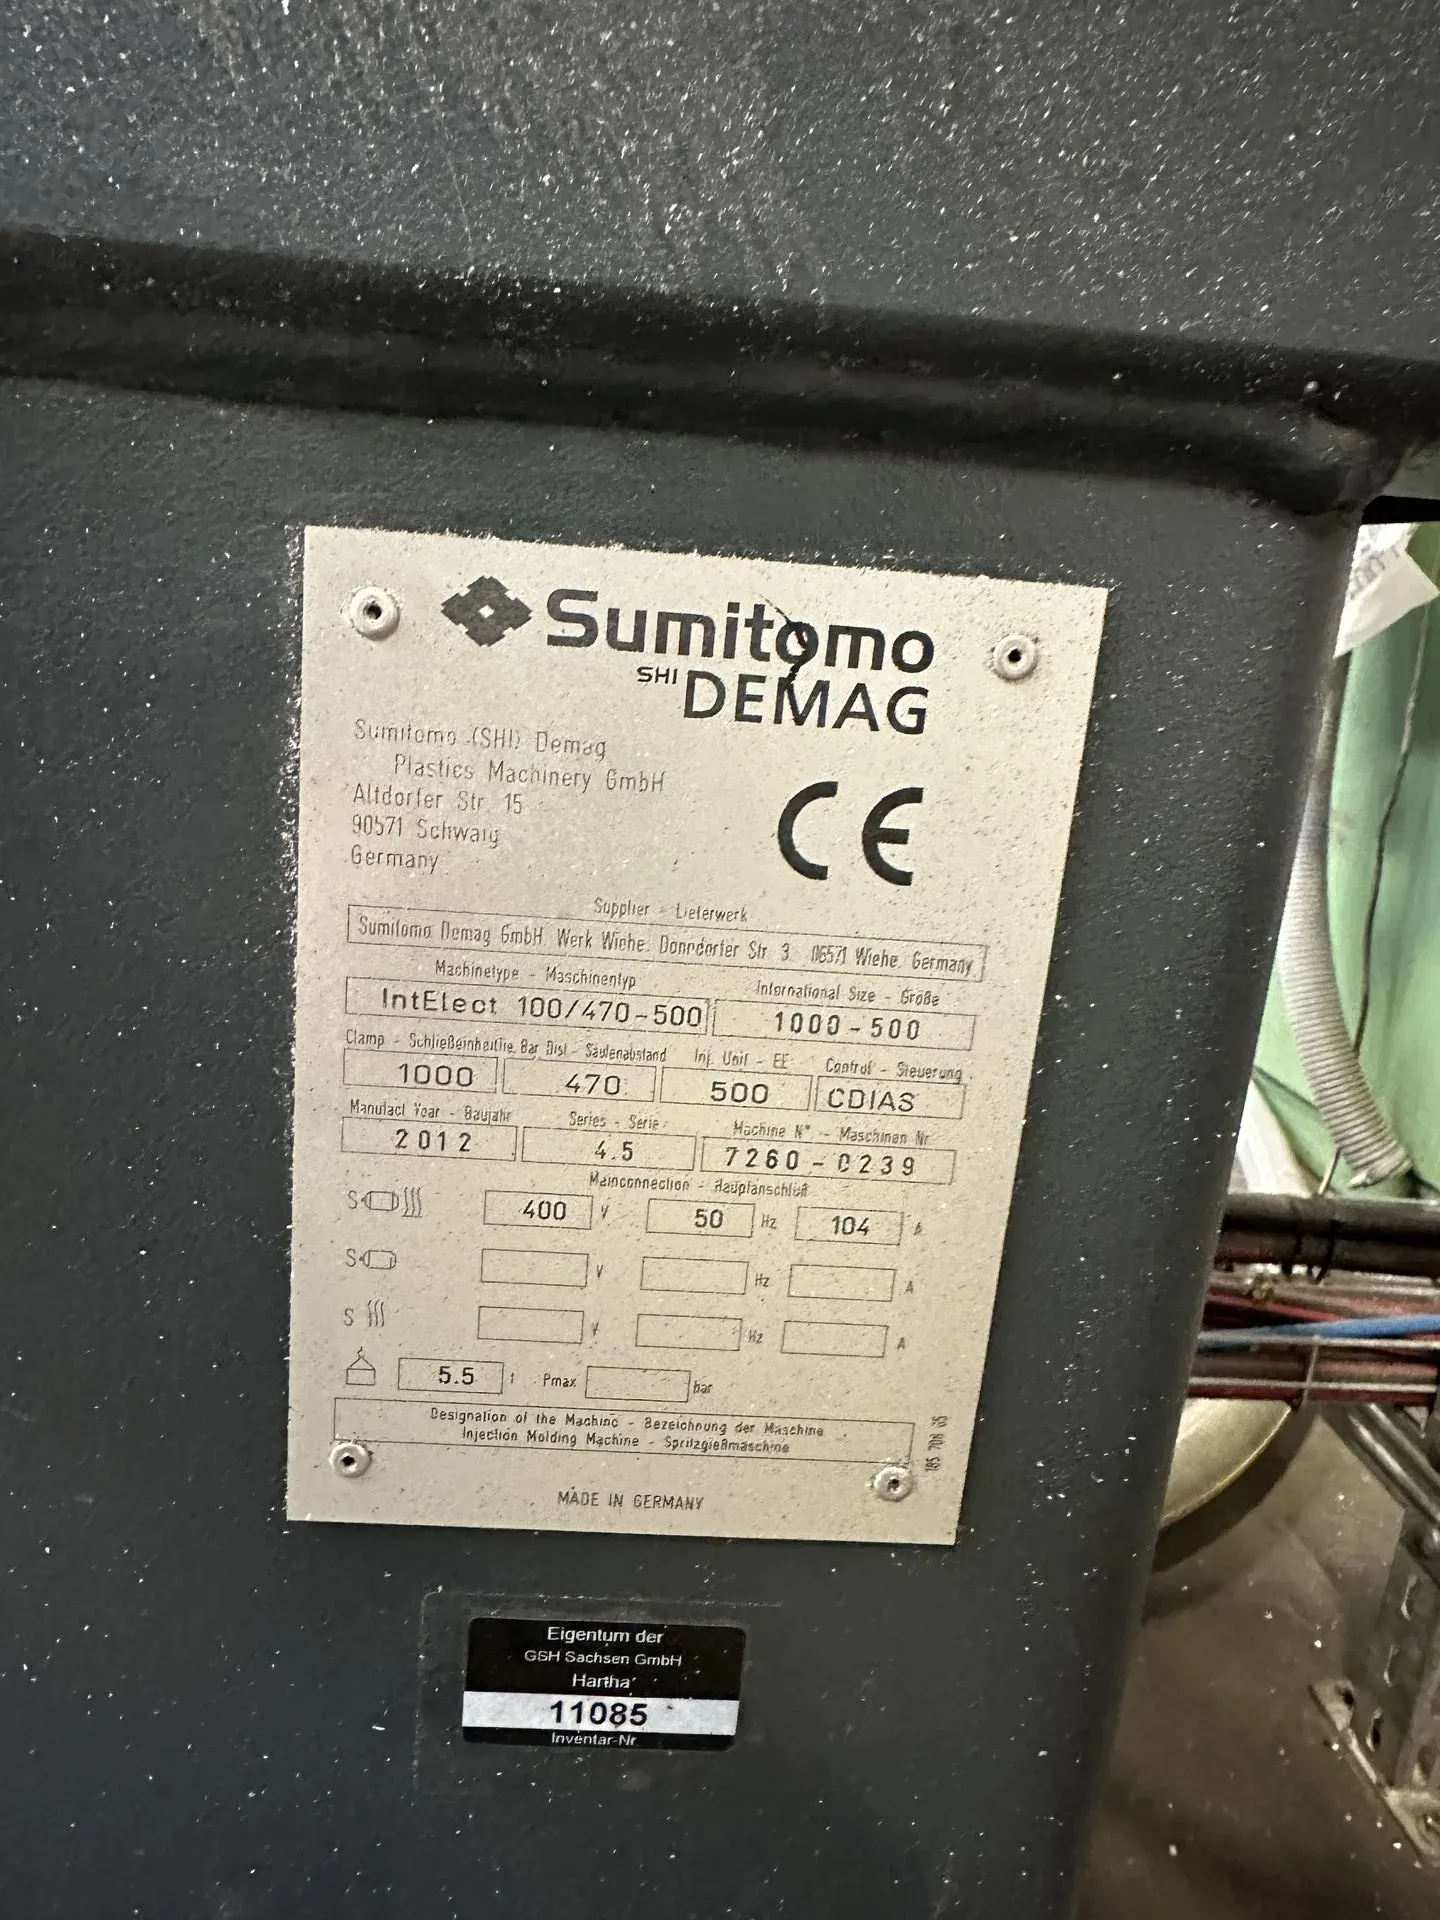 Sumitomo
SHI DEMAG
Sumitomo (SHI) Demag
Plastics Machinery GmbH
Altdorfer Str. 15
90571 Schwaig
Germany
CE
Supplier - Lieferwerk
Sumitomo Demag GmbH, Werk Wiehe, Donndorfer Str. 3, 06571 Wiehe, Germany
Machinetype - Maschinentyp International Size - Größe
IntElect 100/470-500 1000-500
Clamp - Schließeinheit Tie Bar Dist - Säulenabstand Inj. Unit - EE Control - Steuerung
1000 470 500 CDIAS
Manufact Year - Baujahr Series - Serie Machine N° - Maschinen Nr
2012 4.5 7260-0239
Mainconnection - Hauptanschluß
S 400 V 50 Hz 104 A
S V Hz A
S V Hz A
5.5 t Pmax bar
Designation of the Machine - Bezeichnung der Maschine
Injection Molding Machine - Spritzgießmaschine
MADE IN GERMANY
Eigentum der
GSH Sachsen GmbH
Hartha
11085
Inventar-Nr